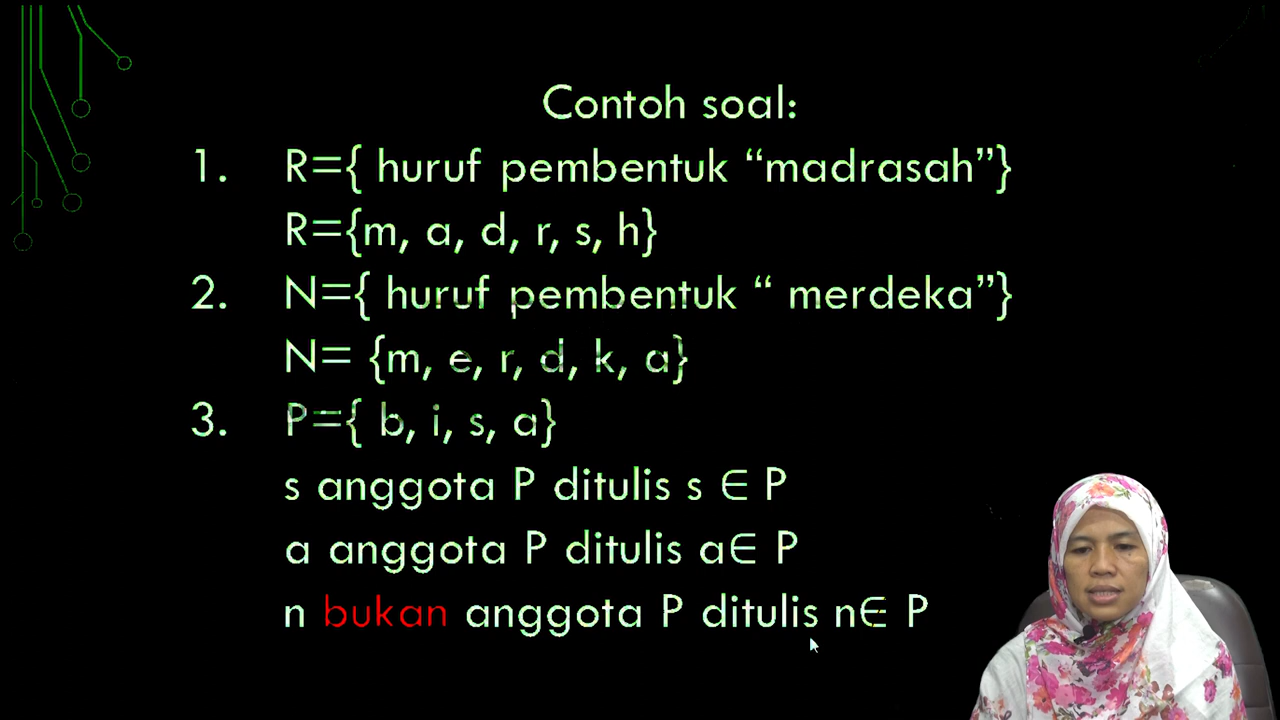 Contoh soal:
1. R={ huruf pembentuk “madrasah”}
R={m, a, d, r, s, h}
2. N={ huruf pembentuk “ merdeka”}
N= {m, e, r, d, k, a}
3. P={ b, i, s, a}
s anggota P ditulis s ∈ P
a anggota P ditulis a∈ P
n bukan anggota P ditulis n∈ P